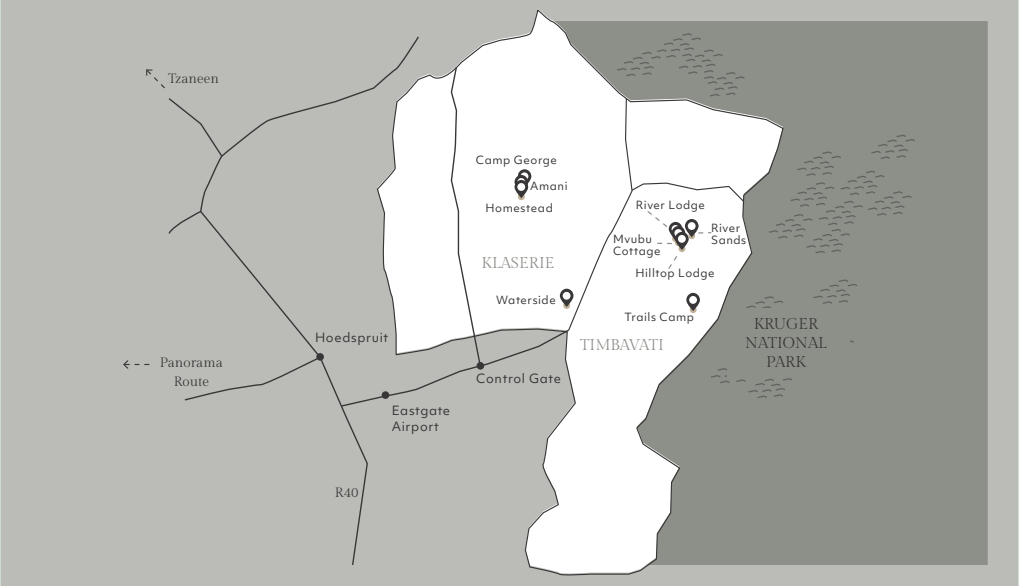 Tzaneen
Camp George
Amani
Homestead
River Lodge
River
Sands
Mvubu
Cottage
Hilltop Lodge
KLASERIE
Waterside
Trails Camp
TIMBAVATI
KRUGER
NATIONAL
PARK
Hoedspruit
Panorama
Route
Control Gate
Eastgate
Airport
R40